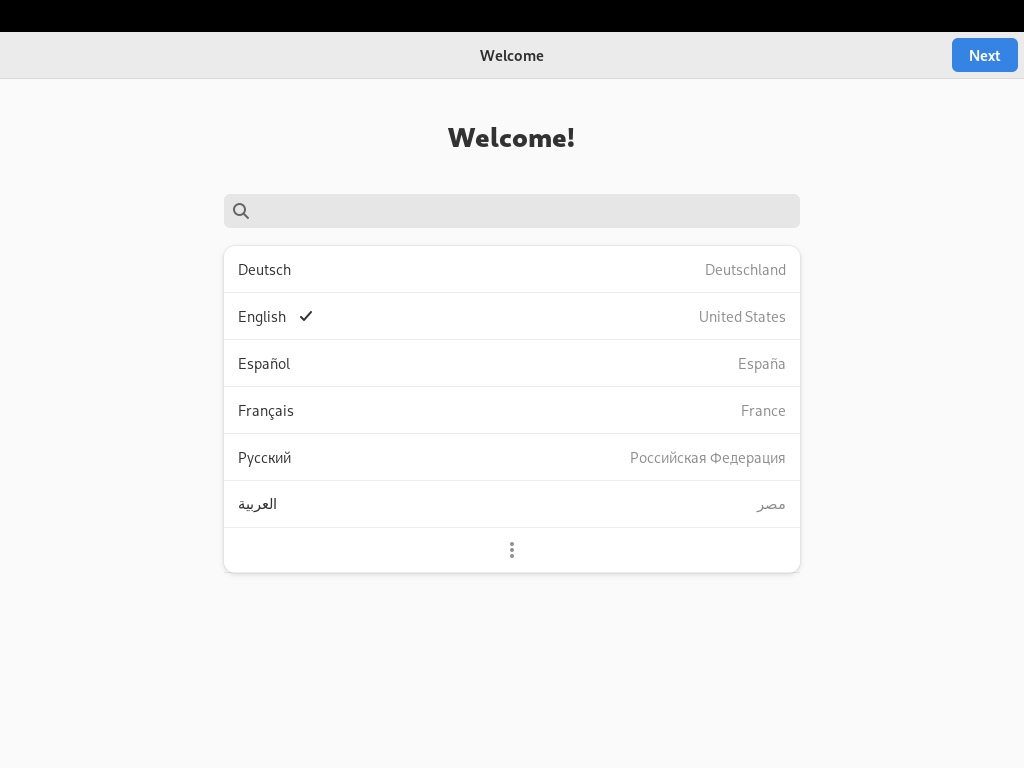 Welcome
Next
Welcome!
Deutsch Deutschland
English United States
Español España
Français France
Русский Российская Федерация
العربية مصر